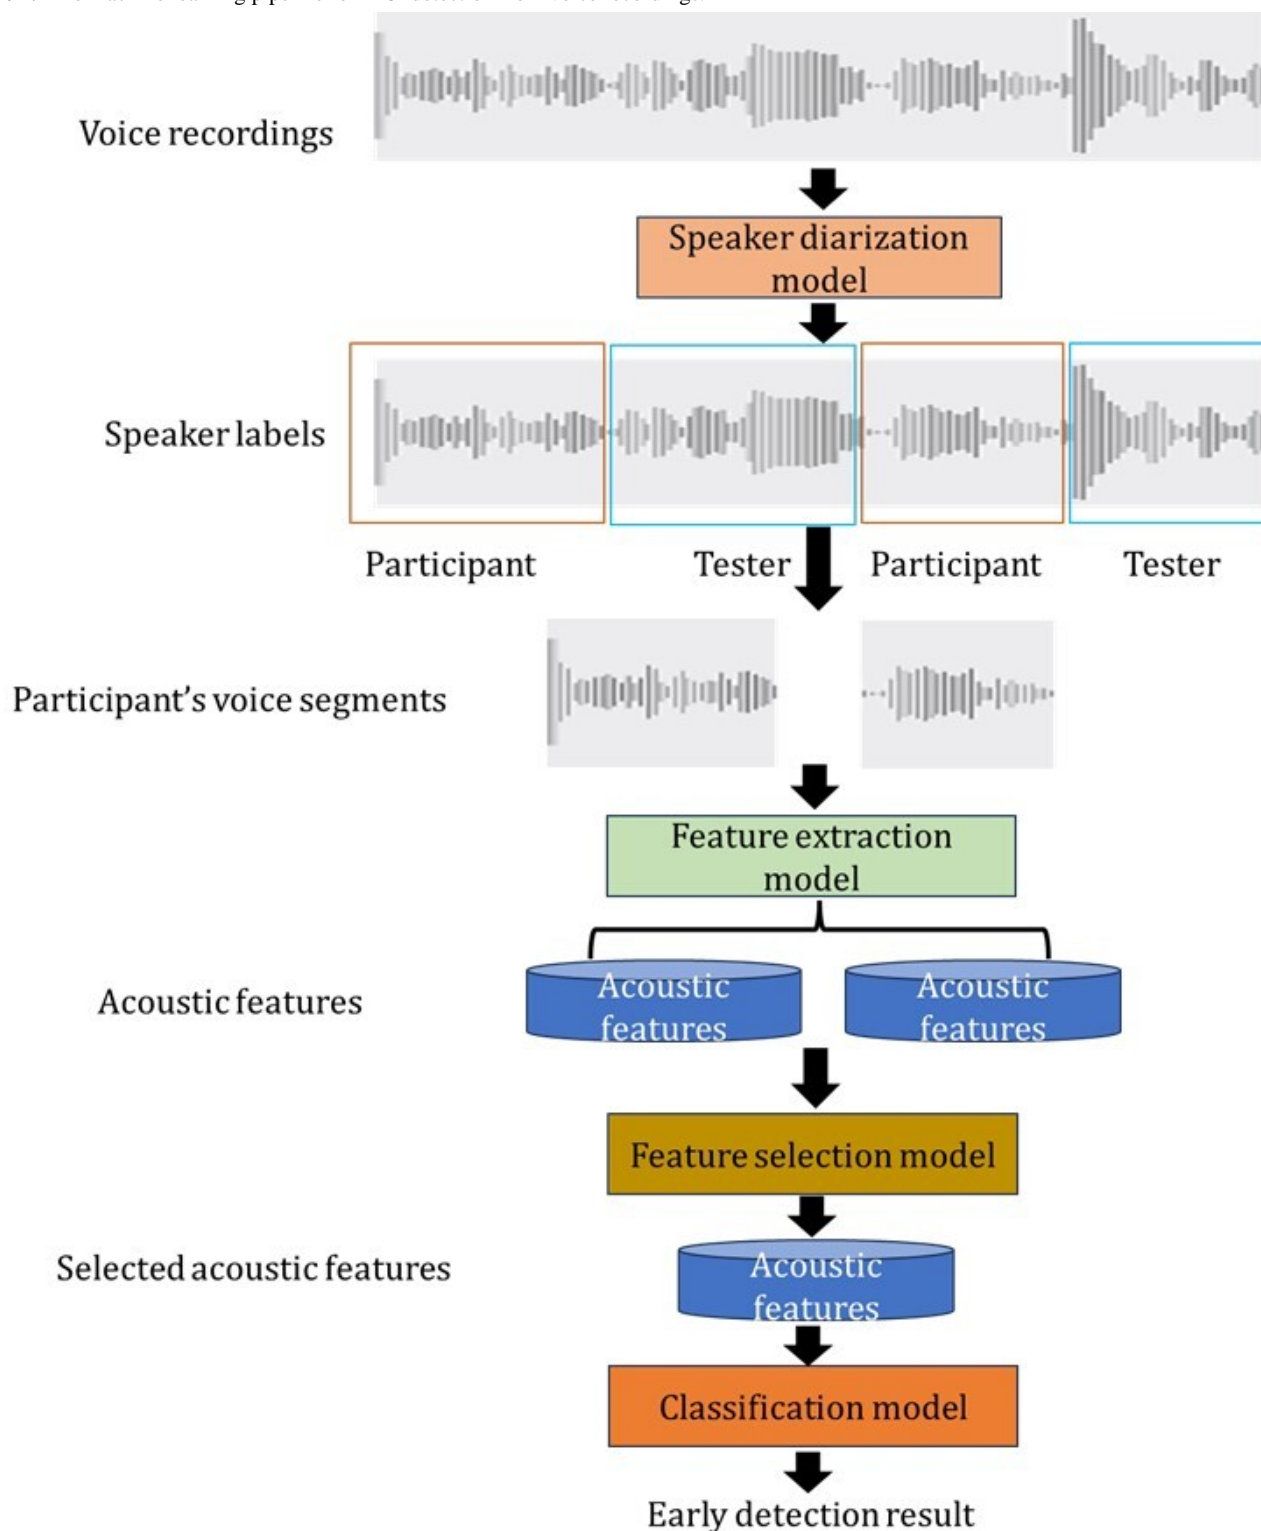 Voice recordings
Speaker diarization
model
Speaker labels
Participant
Tester
Participant
Tester
Participant's voice segments
Feature extraction
model
Acoustic features
Acoustic
features
Acoustic
features
Feature selection model
Selected acoustic features
Acoustic
features
Classification model
Early detection result